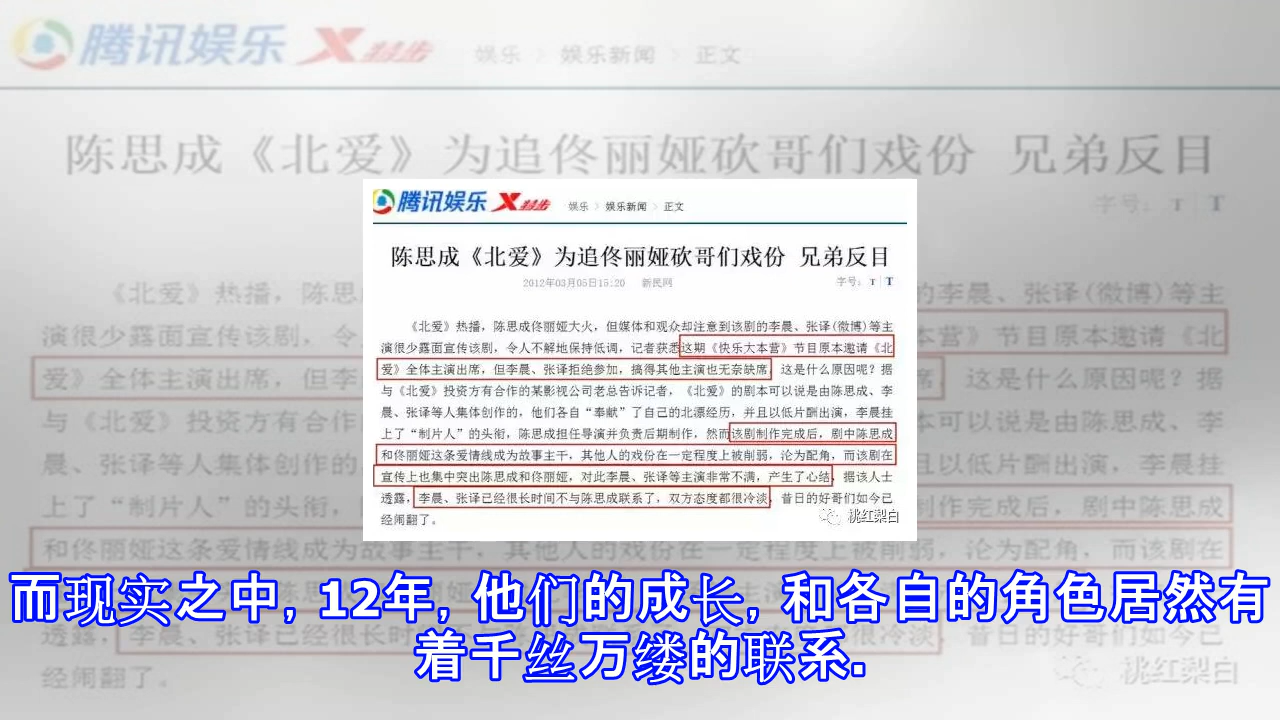 腾讯娱乐 X特步 娱乐 > 娱乐新闻 > 正文
陈思成《北爱》为追佟丽娅砍哥们戏份 兄弟反目
2012年03月05日15:20 新民网 字号: T | T
《北爱》热播，陈思成佟丽娅大火，但媒体和观众却注意到该剧的李晨、张译(微博)等主
演很少露面宣传该剧，令人不解地保持低调，记者获悉这期《快乐大本营》节目原本邀请《北
爱》全体主演出席，但李晨、张译拒绝参加，搞得其他主演也无奈缺席。这是什么原因呢？据
与《北爱》投资方有合作的某影视公司老总告诉记者，《北爱》的剧本可以说是由陈思成、李
晨、张译等人集体创作的，他们各自“奉献”了自己的北漂经历，并且以低片酬出演，李晨挂
上了“制片人”的头衔，陈思成担任导演并负责后期制作，然而该剧制作完成后，剧中陈思成
和佟丽娅这条爱情线成为故事主干，其他人的戏份在一定程度上被削弱，沦为配角，而该剧在
宣传上也集中突出陈思成和佟丽娅，对此李晨、张译等主演非常不满，产生了心结。据该人士
透露，李晨、张译已经很长时间不与陈思成联系了，双方态度都很冷淡，昔日的好哥们如今已
经闹翻了。
桃红梨白
而现实之中, 12年, 他们的成长, 和各自的角色居然有
着千丝万缕的联系.